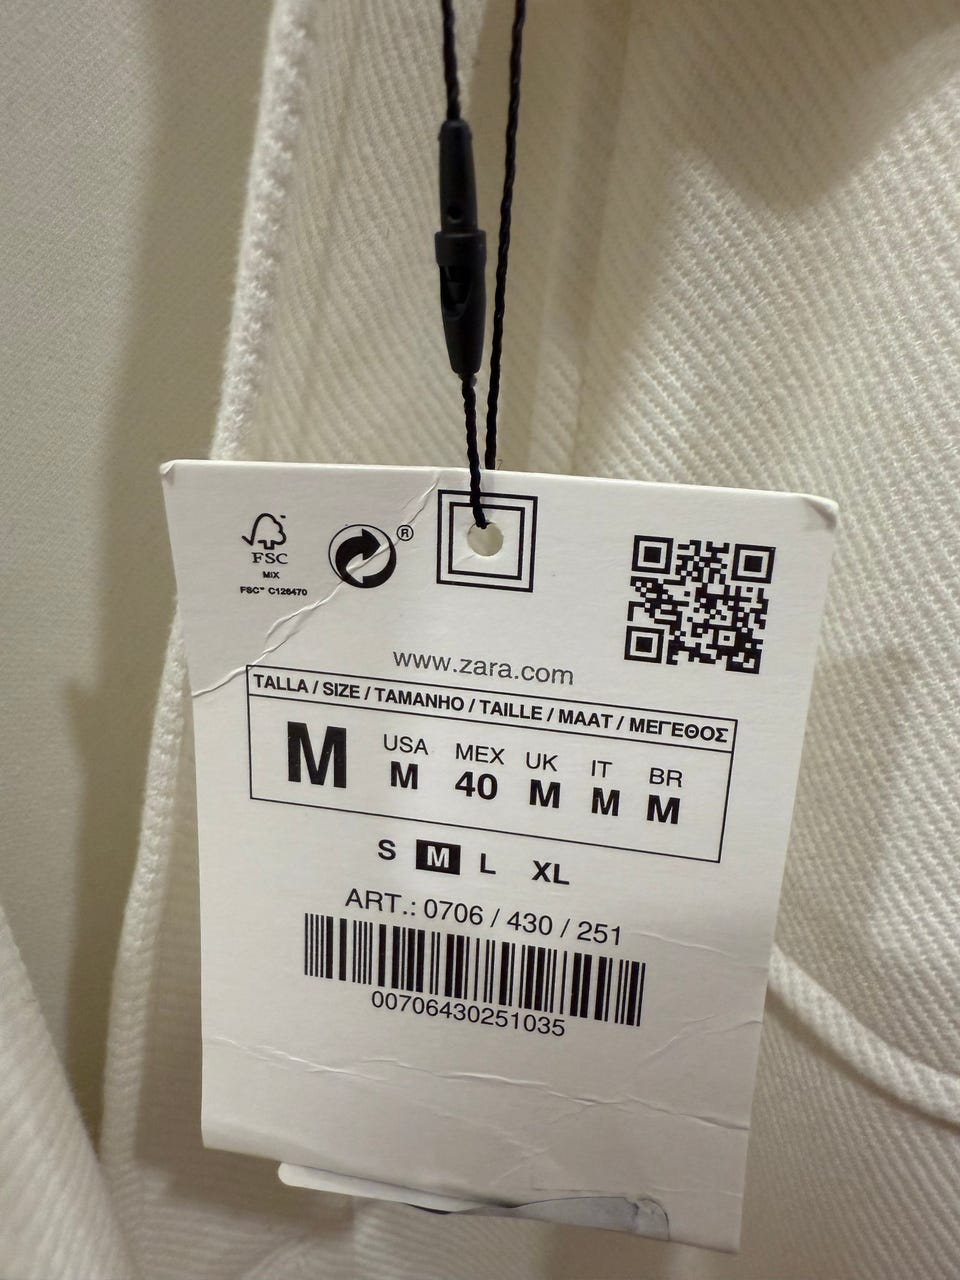 FSC
MIX
FSC™ C126470
®
www.zara.com
TALLA / SIZE / TAMANHO / TAILLE / MAAT / ΜΕΓΕΘΟΣ
M
USA MEX UK IT BR
M 40 M M M
S M L XL
ART.: 0706 / 430 / 251
00706430251035